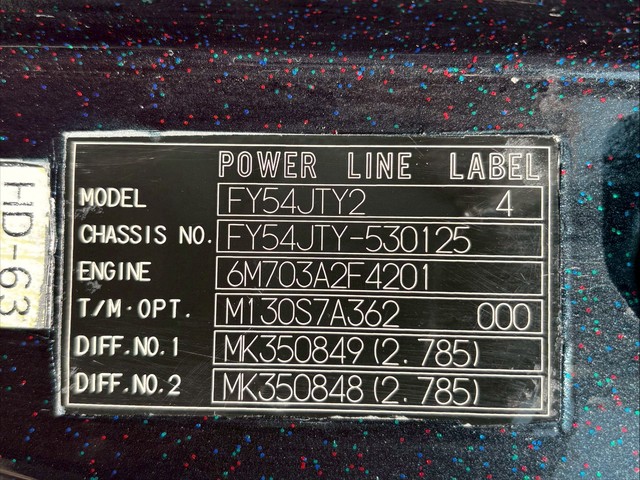 POWER LINE LABEL
MODEL FY54JTY2 4
CHASSIS NO. FY54JTY-530125
ENGINE 6M703A2F4201
T/M·OPT. M130S7A362 000
DIFF.NO.1 MK350849(2.785)
DIFF.NO.2 MK350848(2.785)
HD-63